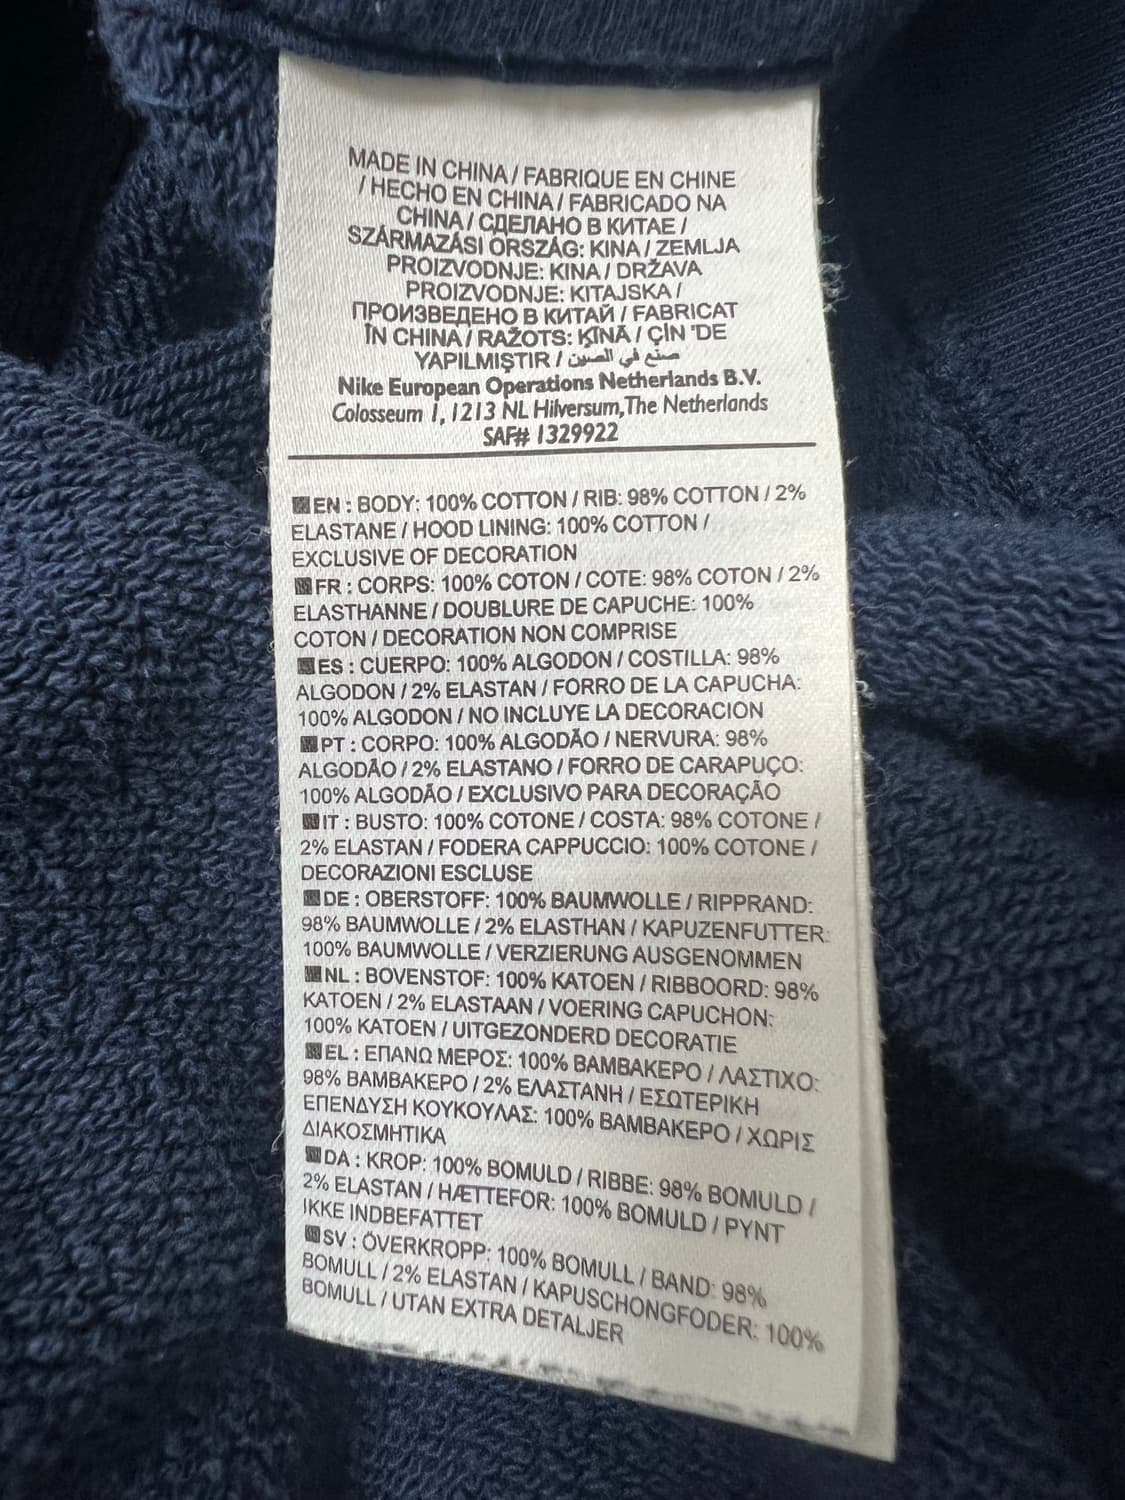 MADE IN CHINA / FABRIQUE EN CHINE
/ HECHO EN CHINA / FABRICADO NA
CHINA / СДЕЛАНО В КИТАЕ /
SZÁRMAZÁSI ORSZÁG: KINA / ZEMLJA
PROIZVODNJE: KINA / DRŽAVA
PROIZVODNJE: KITAJSKA /
ПРОИЗВЕДЕНО В КИТАЙ / FABRICAT
ÎN CHINA / RAŽOTS: ĶĪNĀ / ÇİN 'DE
YAPILMIŞTIR / صنع في الصين
Nike European Operations Netherlands B.V.
Colosseum 1, 1213 NL Hilversum, The Netherlands
SAF# 1329922
EN : BODY: 100% COTTON / RIB: 98% COTTON / 2%
ELASTANE / HOOD LINING: 100% COTTON /
EXCLUSIVE OF DECORATION
FR : CORPS: 100% COTON / COTE: 98% COTON / 2%
ELASTHANNE / DOUBLURE DE CAPUCHE: 100%
COTON / DECORATION NON COMPRISE
ES : CUERPO: 100% ALGODON / COSTILLA: 98%
ALGODON / 2% ELASTAN / FORRO DE LA CAPUCHA:
100% ALGODON / NO INCLUYE LA DECORACION
PT : CORPO: 100% ALGODÃO / NERVURA: 98%
ALGODÃO / 2% ELASTANO / FORRO DE CARAPUÇO:
100% ALGODÃO / EXCLUSIVO PARA DECORAÇÃO
IT : BUSTO: 100% COTONE / COSTA: 98% COTONE /
2% ELASTAN / FODERA CAPPUCCIO: 100% COTONE /
DECORAZIONI ESCLUSE
DE : OBERSTOFF: 100% BAUMWOLLE / RIPPRAND:
98% BAUMWOLLE / 2% ELASTHAN / KAPUZENFUTTER:
100% BAUMWOLLE / VERZIERUNG AUSGENOMMEN
NL : BOVENSTOF: 100% KATOEN / RIBBOORD: 98%
KATOEN / 2% ELASTAAN / VOERING CAPUCHON:
100% KATOEN / UITGEZONDERD DECORATIE
EL : ΕΠΑΝΩ ΜΕΡΟΣ: 100% ΒΑΜΒΑΚΕΡΟ / ΛΑΣΤΙΧΟ:
98% ΒΑΜΒΑΚΕΡΟ / 2% ΕΛΑΣΤΑΝΗ / ΕΣΩΤΕΡΙΚΗ
ΕΠΕΝΔΥΣΗ ΚΟΥΚΟΥΛΑΣ: 100% ΒΑΜΒΑΚΕΡΟ / ΧΩΡΙΣ
ΔΙΑΚΟΣΜΗΤΙΚΑ
DA : KROP: 100% BOMULD / RIBBE: 98% BOMULD /
2% ELASTAN / HÆTTEFOR: 100% BOMULD / PYNT
IKKE INDBEFATTET
SV : ÖVERKROPP: 100% BOMULL / BAND: 98%
BOMULL / 2% ELASTAN / KAPUSCHONGFODER: 100%
BOMULL / UTAN EXTRA DETALJER